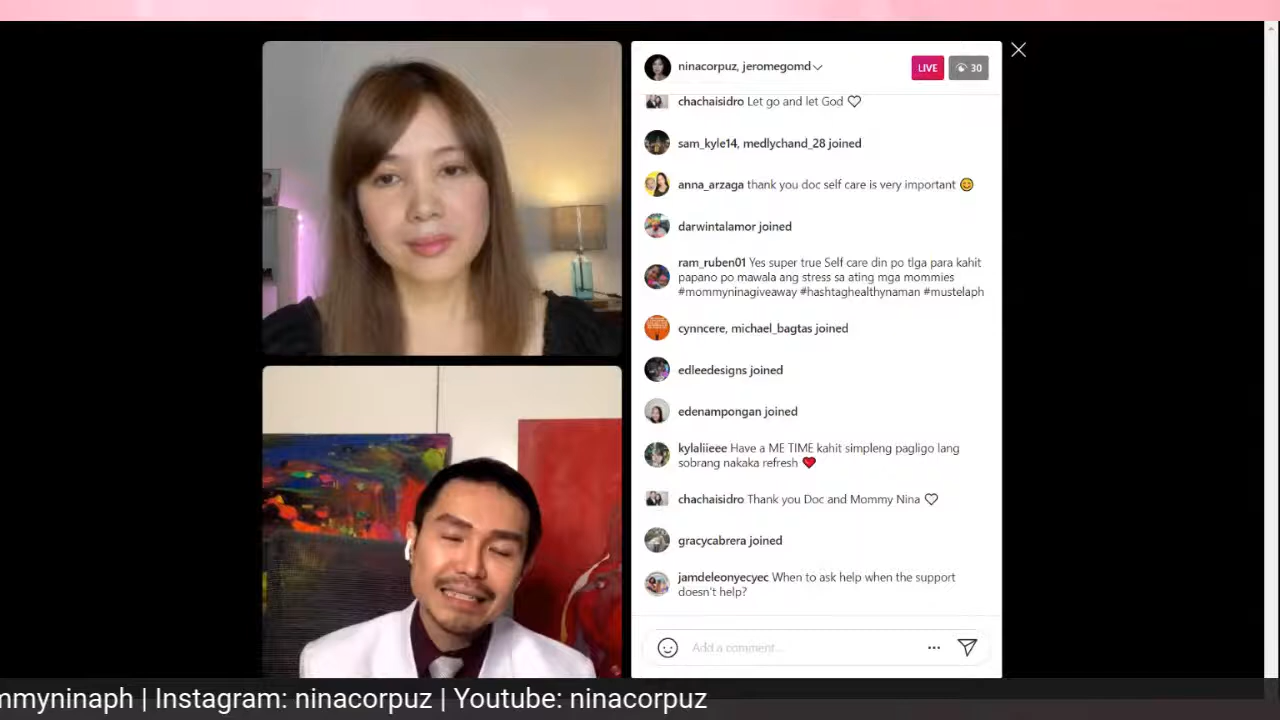 ninacorpuz, jeromegomd
LIVE
30
chachaisidro Let go and let God
sam_kyle14, medlychand_28 joined
anna_arzaga thank you doc self care is very important
darwintalamor joined
ram_ruben01 Yes super true Self care din po tlga para kahit
papano po mawala ang stress sa ating mga mommies
#mommyninagiveaway #hashtaghealthynaman #mustelaph
cynncere, michael_bagtas joined
edleedesigns joined
edenampongan joined
kylaliieee Have a ME TIME kahit simpleng pagligo lang
sobrang nakaka refresh
chachaisidro Thank you Doc and Mommy Nina
gracycabrera joined
jamdeleonyecyec When to ask help when the support
doesn't help?
Add a comment...
mmyninaph | Instagram: ninacorpuz | Youtube: ninacorpuz